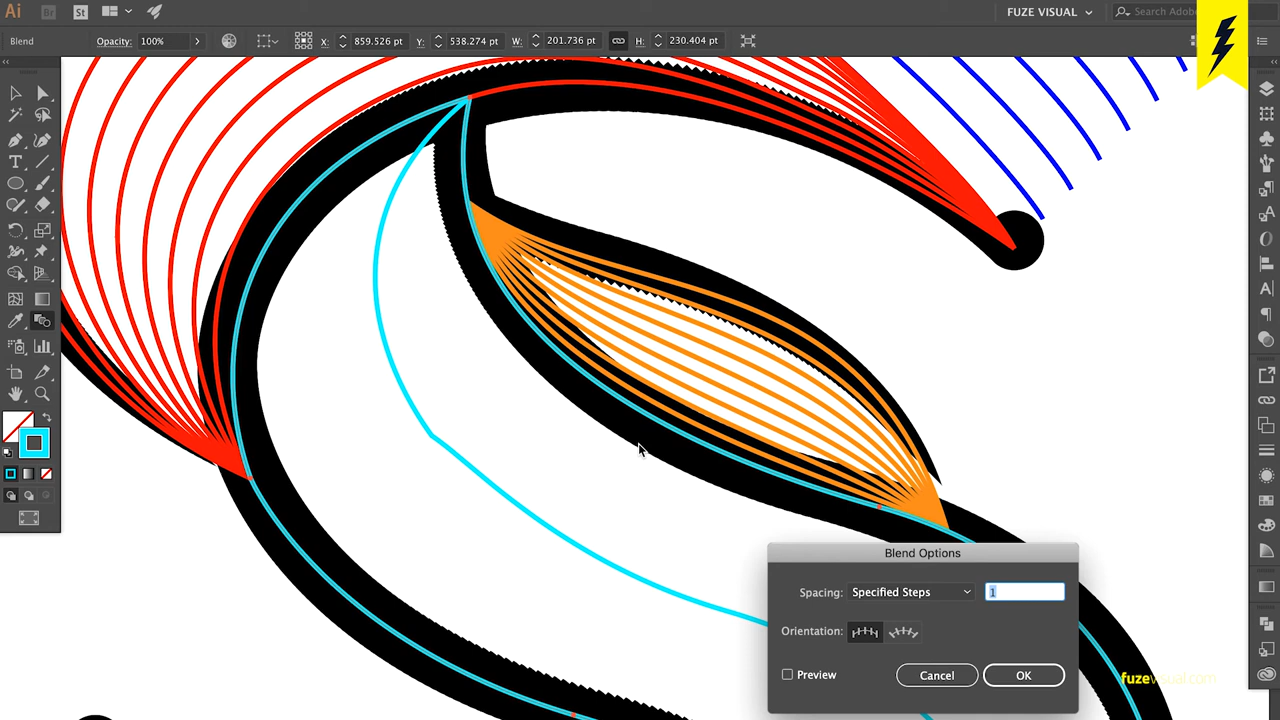 Ai Br St FUZE VISUAL Search Adobe
Blend Opacity: 100% X: 859.526 pt Y: 538.274 pt W: 201.736 pt H: 230.404 pt
Blend Options
Spacing: Specified Steps 1
Orientation:
Preview Cancel OK
fuzevisual.com